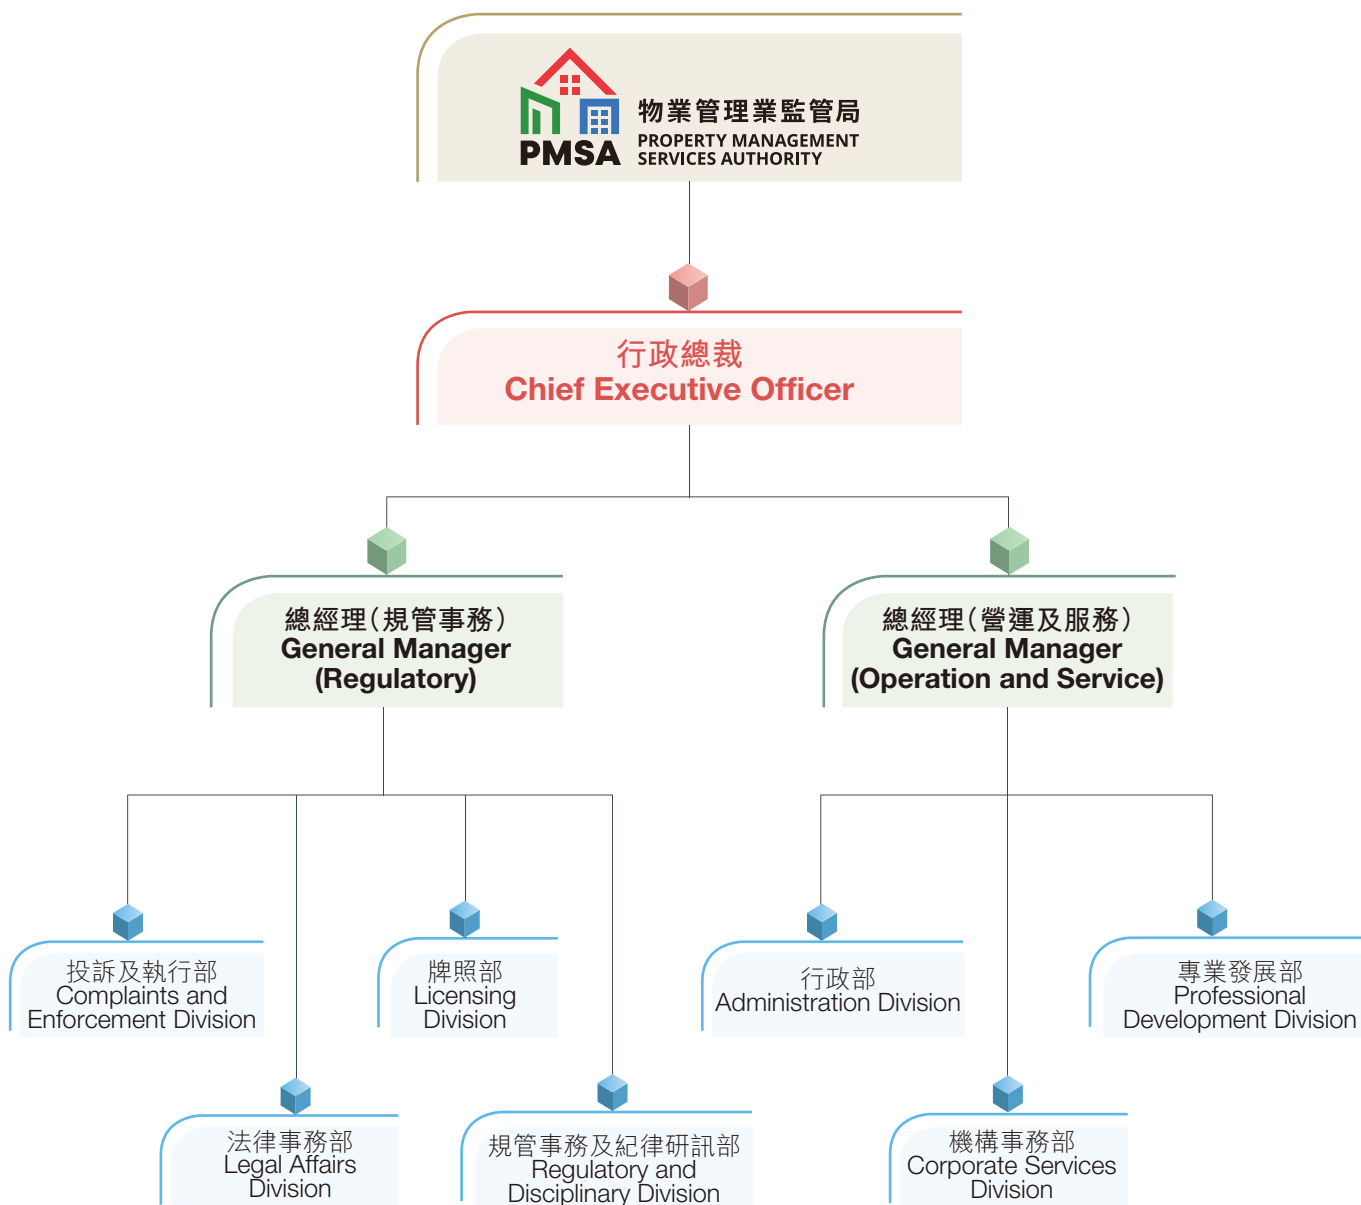 物業管理業監管局
PROPERTY MANAGEMENT
SERVICES AUTHORITY
PMSA
行政總裁
Chief Executive Officer
總經理(規管事務)
General Manager
(Regulatory)
總經理(營運及服務)
General Manager
(Operation and Service)
投訴及執行部
Complaints and
Enforcement Division
牌照部
Licensing
Division
行政部
Administration Division
專業發展部
Professional
Development Division
法律事務部
Legal Affairs
Division
規管事務及紀律研訊部
Regulatory and
Disciplinary Division
機構事務部
Corporate Services
Division